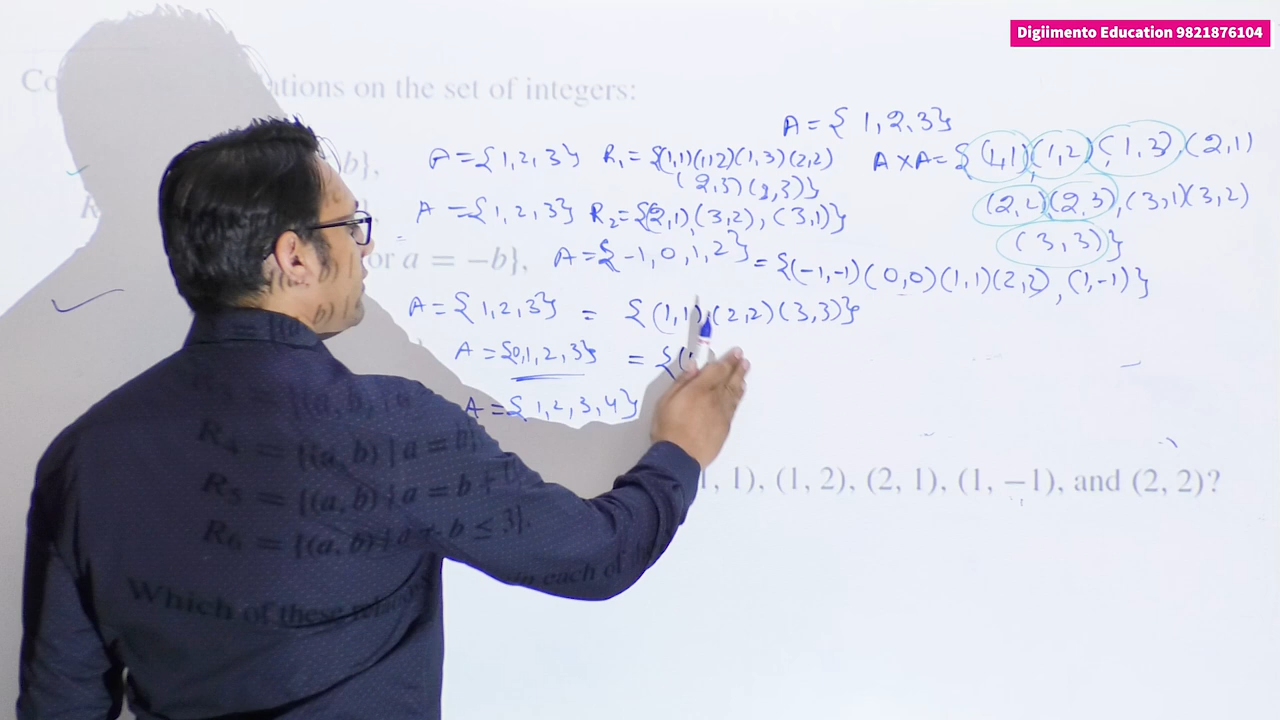 Digiimento Education 9821876104
Co ations on the set of integers:
A = {1,2,3}
A = {1,2,3} R₁ = {(1,1)(1,2)(1,3)(2,2)
(2,3)(3,3)}
A×A = {(1,1),(1,2),(1,3),(2,1)
(2,2)(2,3),(3,1)(3,2)
(3,3)}
b},
A = {1,2,3} R₂ = {(2,1)(3,2),(3,1)}
or a = −b}, A = {-1,0,1,2} = {(-1,-1)(0,0)(1,1)(2,2),(1,-1)}
A = {1,2,3} = {(1,1),(2,2)(3,3)}
A = {0,1,2,3} = {(
A = {1,2,3,4}
R₄ = {(a, b) | a = b}
R₅ = {(a, b) | a = b + 1},
R₆ = {(a, b) | a + b ≤ 3}.
Which of these in each of 1, 1), (1, 2), (2, 1), (1, −1), and (2, 2)?